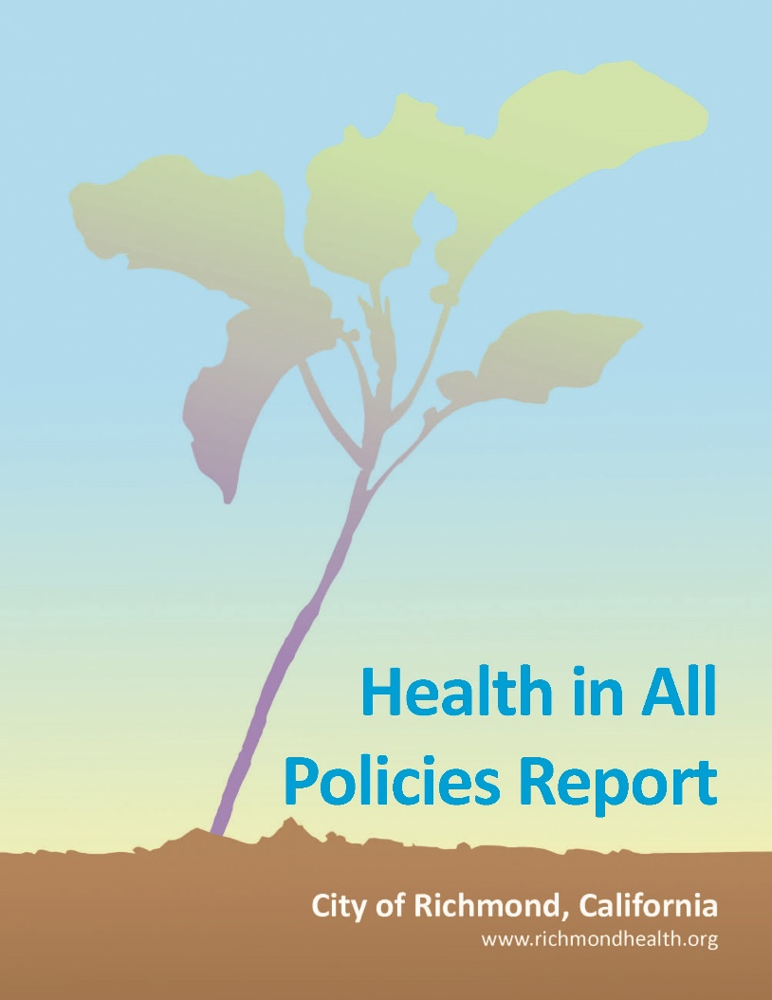 Health in All
Policies Report
City of Richmond, California
www.richmondhealth.org